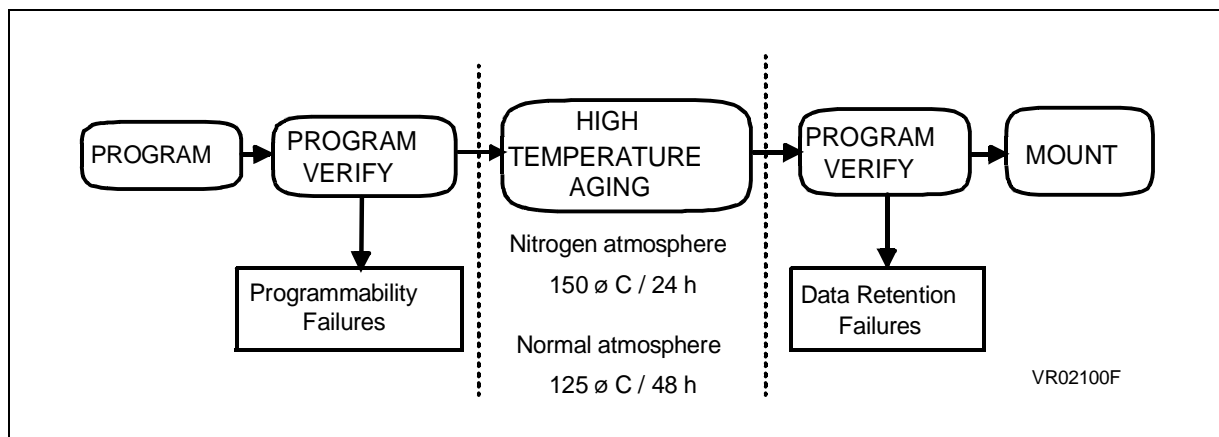 PROGRAM
PROGRAM
VERIFY
HIGH
TEMPERATURE
AGING
PROGRAM
VERIFY
MOUNT
Programmability
Failures
Nitrogen atmosphere
150 ø C / 24 h
Normal atmosphere
125 ø C / 48 h
Data Retention
Failures
VR02100F